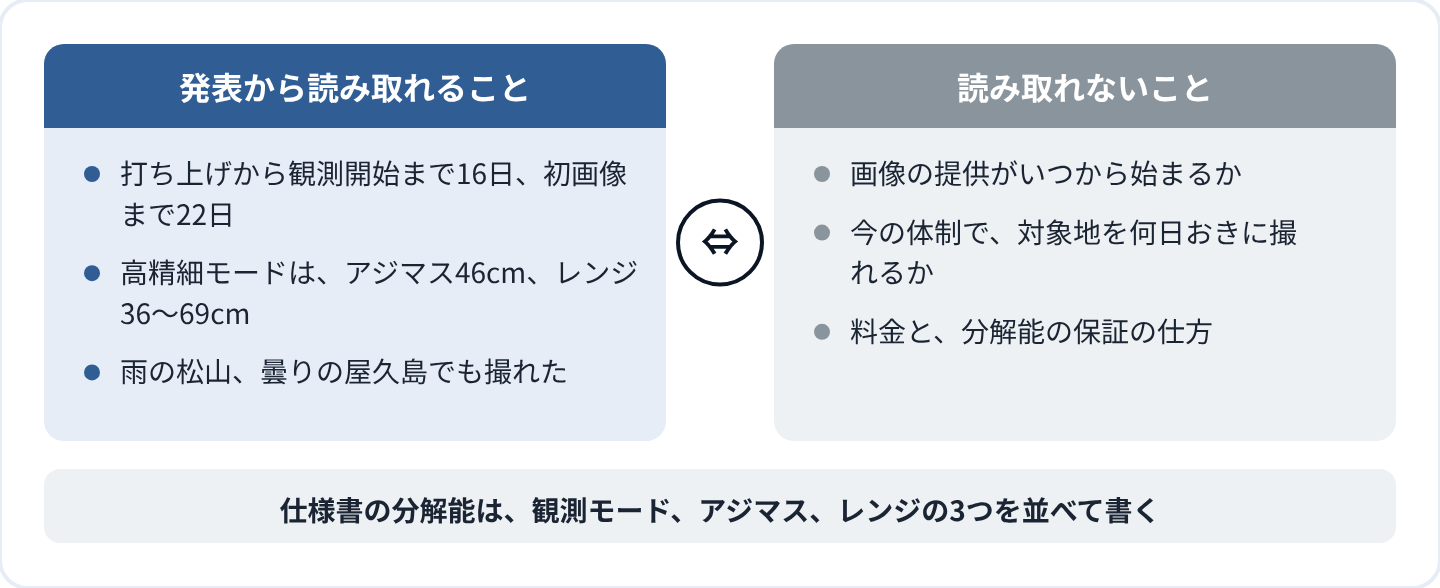 発表から読み取れること
打ち上げから観測開始まで16日、初画像
まで22日
高精細モードは、アジマス46cm、レンジ
36〜69cm
雨の松山、曇りの屋久島でも撮れた
⇔
読み取れないこと
画像の提供がいつから始まるか
今の体制で、対象地を何日おきに撮
れるか
料金と、分解能の保証の仕方
仕様書の分解能は、観測モード、アジマス、レンジの3つを並べて書く